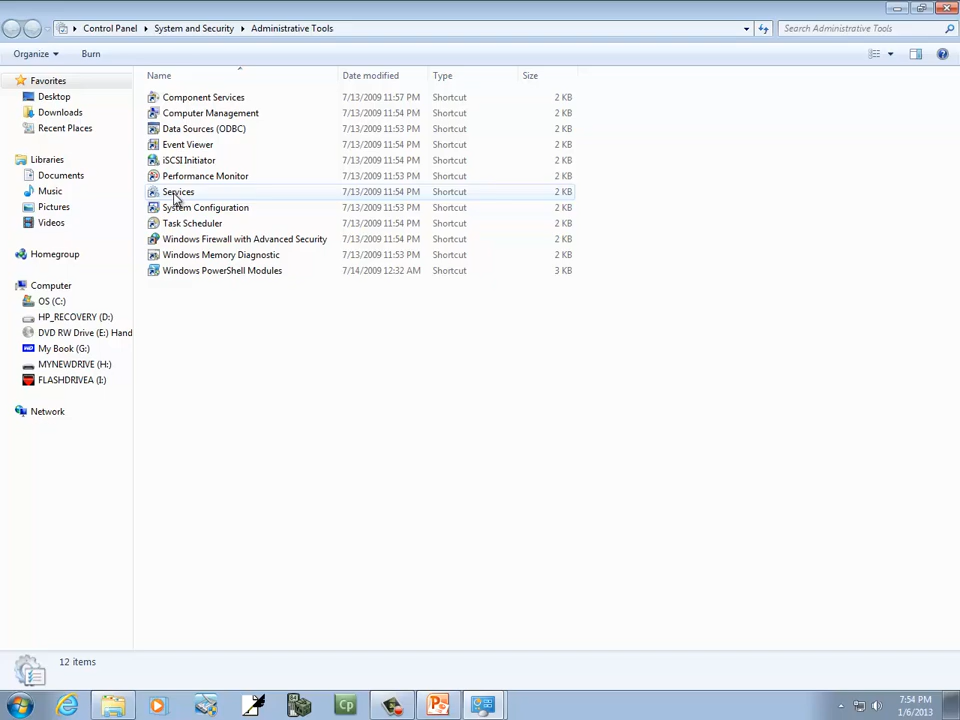 Control Panel ▸ System and Security ▸ Administrative Tools
Search Administrative Tools
Organize
Burn
Name Date modified Type Size
Favorites
Desktop
Downloads
Recent Places
Libraries
Documents
Music
Pictures
Videos
Homegroup
Computer
OS (C:)
HP_RECOVERY (D:)
DVD RW Drive (E:) Hand
My Book (G:)
MYNEWDRIVE (H:)
FLASHDRIVEA (I:)
Network
Component Services 7/13/2009 11:57 PM Shortcut 2 KB
Computer Management 7/13/2009 11:54 PM Shortcut 2 KB
Data Sources (ODBC) 7/13/2009 11:53 PM Shortcut 2 KB
Event Viewer 7/13/2009 11:54 PM Shortcut 2 KB
iSCSI Initiator 7/13/2009 11:54 PM Shortcut 2 KB
Performance Monitor 7/13/2009 11:53 PM Shortcut 2 KB
Services 7/13/2009 11:54 PM Shortcut 2 KB
System Configuration 7/13/2009 11:53 PM Shortcut 2 KB
Task Scheduler 7/13/2009 11:54 PM Shortcut 2 KB
Windows Firewall with Advanced Security 7/13/2009 11:54 PM Shortcut 2 KB
Windows Memory Diagnostic 7/13/2009 11:53 PM Shortcut 2 KB
Windows PowerShell Modules 7/14/2009 12:32 AM Shortcut 3 KB
12 items
Cp
7:54 PM
1/6/2013